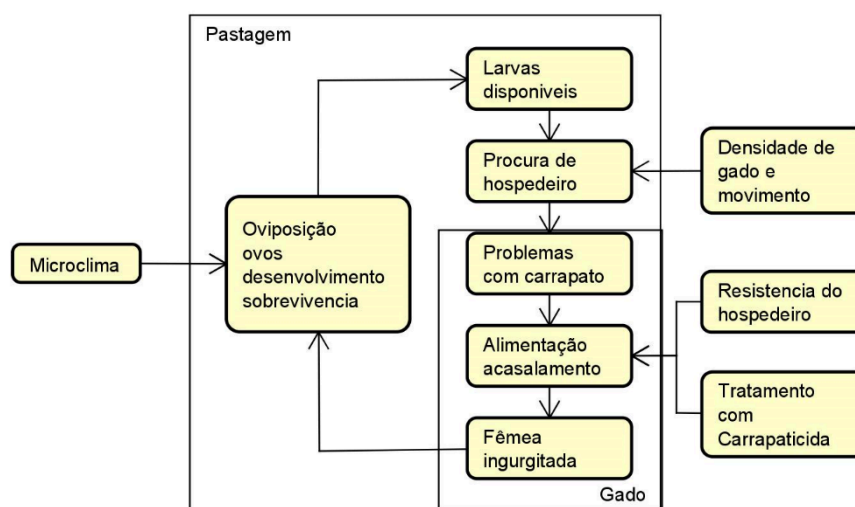 Pastagem
Larvas
disponiveis
Procura de
hospedeiro
Densidade de
gado e
movimento
Microclima
Oviposição
ovos
desenvolvimento
sobrevivencia
Problemas
com carrapato
Resistencia do
hospedeiro
Alimentação
acasalamento
Tratamento
com
Carrapaticida
Fêmea
ingurgitada
Gado